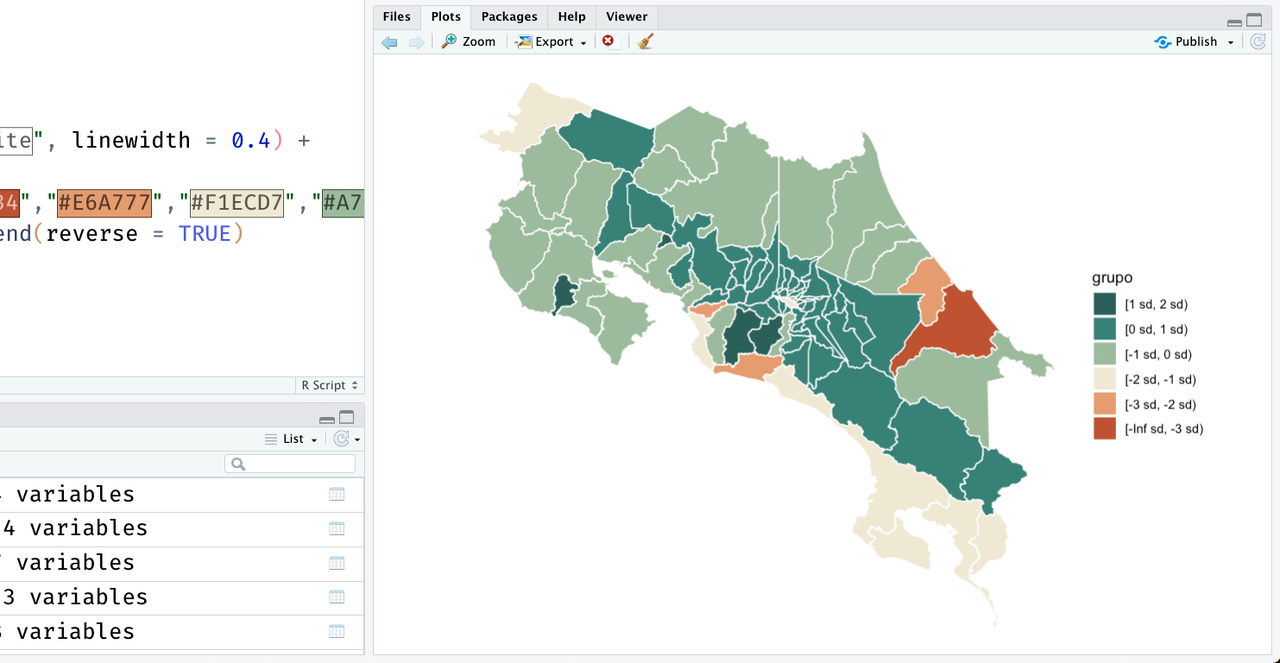 Files Plots Packages Help Viewer
Zoom Export Publish
ite", linewidth = 0.4) +
34","#E6A777","#F1ECD7","#A7
end(reverse = TRUE)
grupo
[1 sd, 2 sd)
[0 sd, 1 sd)
[-1 sd, 0 sd)
[-2 sd, -1 sd)
[-3 sd, -2 sd)
[-Inf sd, -3 sd)
R Script
List
variables
4 variables
variables
3 variables
variables